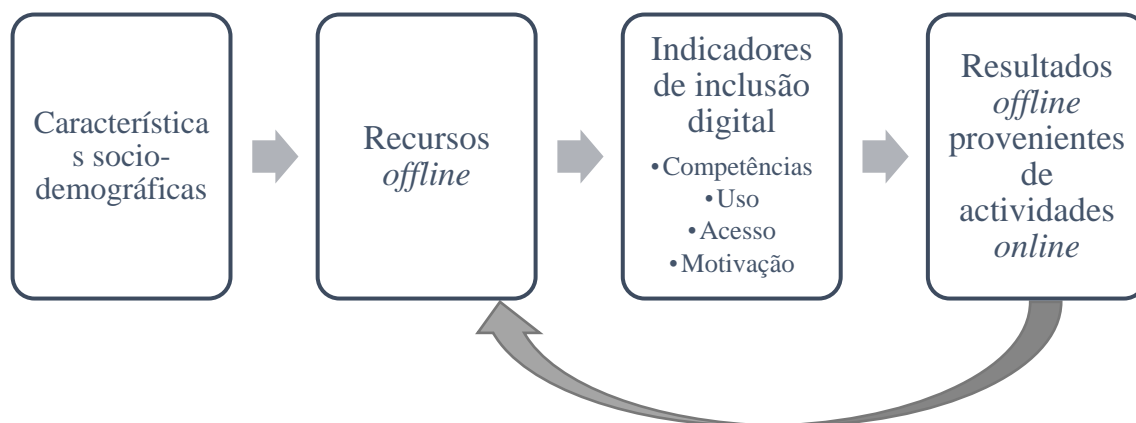 Característica
s socio-
demográficas
Recursos
offline
Indicadores
de inclusão
digital
•Competências
•Uso
•Acesso
•Motivação
Resultados
offline
provenientes
de
actividades
online